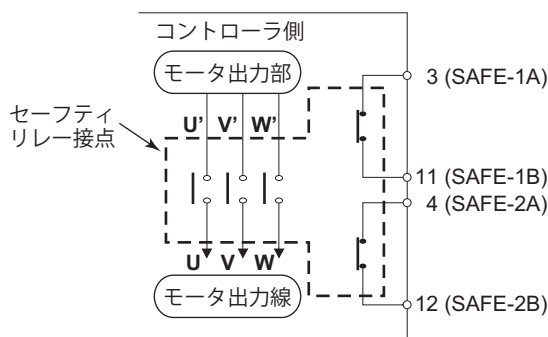 コントローラ側
モータ出力部
3 (SAFE-1A)
セーフティ
リレー接点
U' V' W'
11 (SAFE-1B)
4 (SAFE-2A)
U V W
モータ出力線
12 (SAFE-2B)